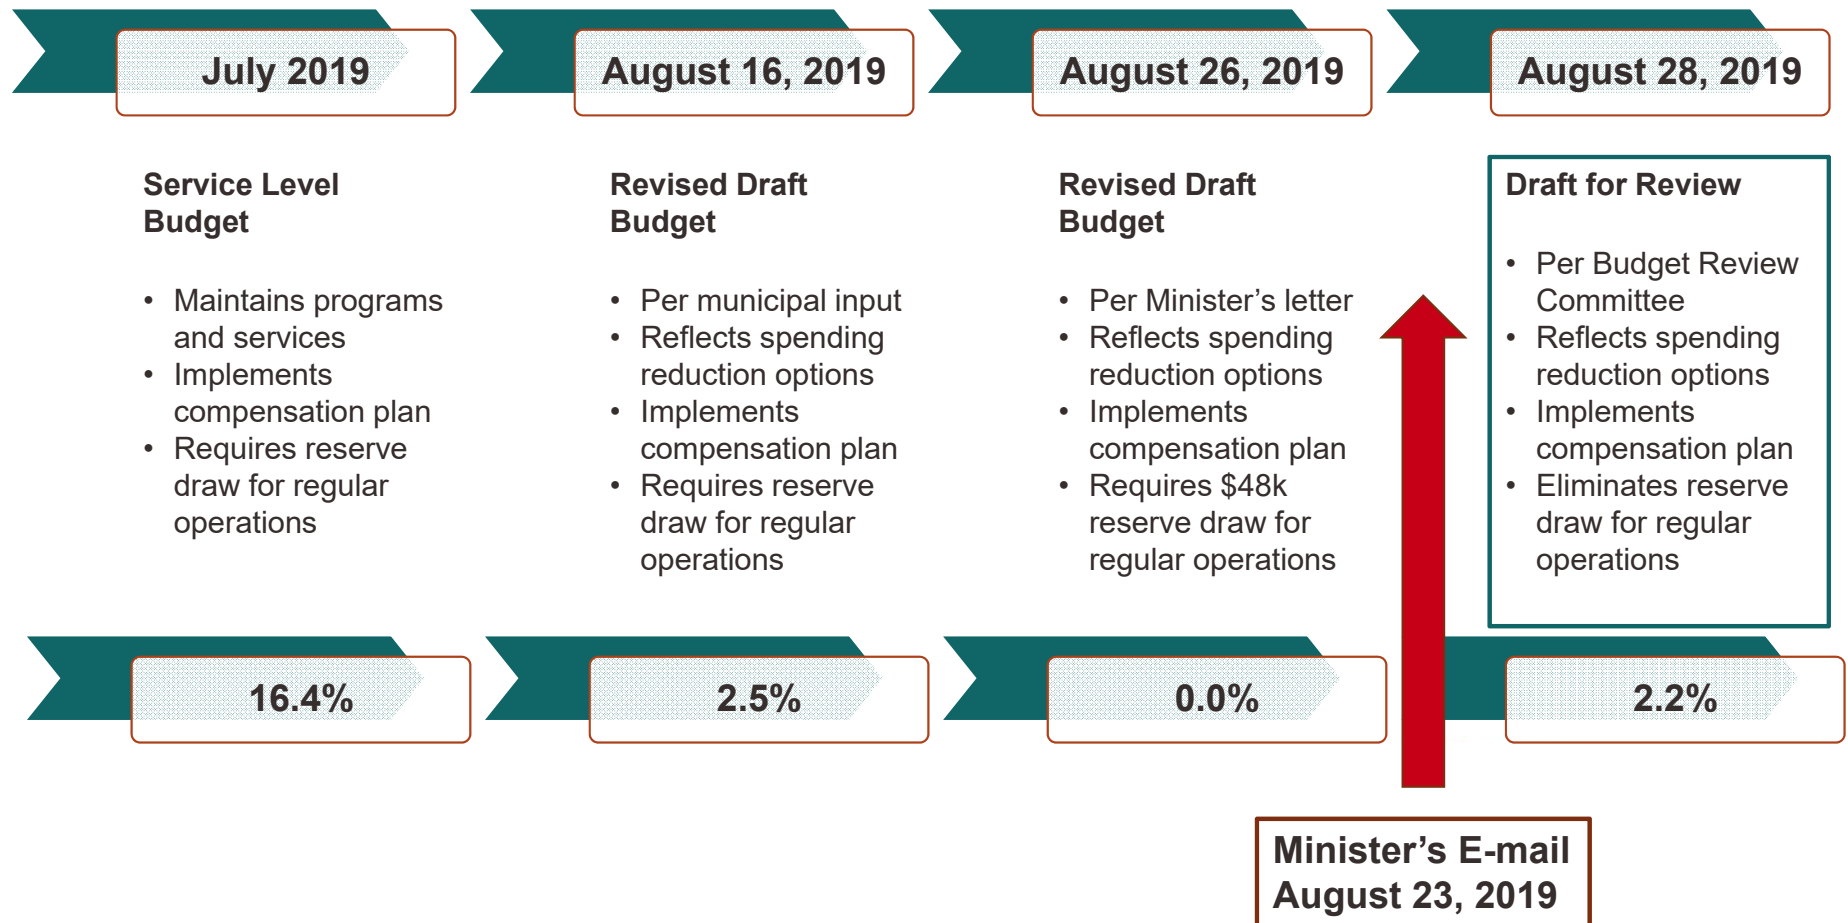 July 2019
August 16, 2019
August 26, 2019
August 28, 2019
Service Level
Budget
• Maintains programs
and services
• Implements
compensation plan
• Requires reserve
draw for regular
operations
Revised Draft
Budget
• Per municipal input
• Reflects spending
reduction options
• Implements
compensation plan
• Requires reserve
draw for regular
operations
Revised Draft
Budget
• Per Minister’s letter
• Reflects spending
reduction options
• Implements
compensation plan
• Requires $48k
reserve draw for
regular operations
Draft for Review
• Per Budget Review
Committee
• Reflects spending
reduction options
• Implements
compensation plan
• Eliminates reserve
draw for regular
operations
16.4%
2.5%
0.0%
2.2%
Minister’s E-mail
August 23, 2019